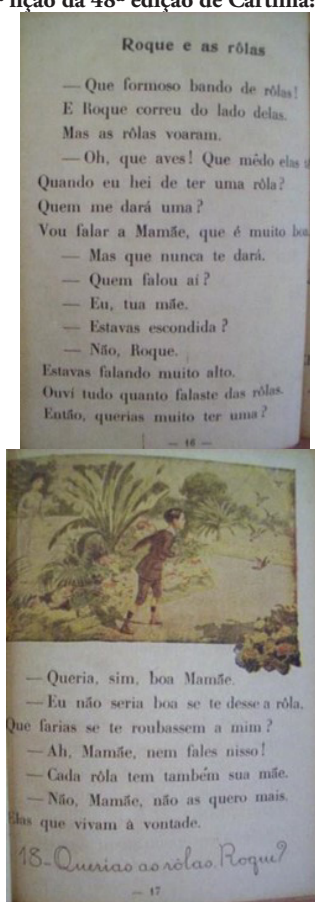 lição da 48ª edição de Cartilha:
Roque e as rôlas
— Que formoso bando de rôlas!
E Roque correu do lado delas.
Mas as rôlas voaram.
— Oh, que aves! Que mêdo elas
Quando eu hei de ter uma rôla?
Quem me dará uma?
Vou falar a Mamãe, que é muito boa.
— Mas que nunca te dará.
— Quem falou aí?
— Eu, tua mãe.
— Estavas escondida?
— Não, Roque.
Estavas falando muito alto.
Ouvi tudo quanto falaste das rôlas.
Então, querias muito ter uma?
— 16 —
— Queria, sim, boa Mamãe.
— Eu não seria boa se te desse a rôla.
Que farias se te roubassem a mim?
— Ah, Mamãe, nem fales nisso!
— Cada rôla tem também sua mãe.
— Não, Mamãe, não as quero mais.
Elas que vivam à vontade.
18-Querias as rôlas, Roque?
— 17